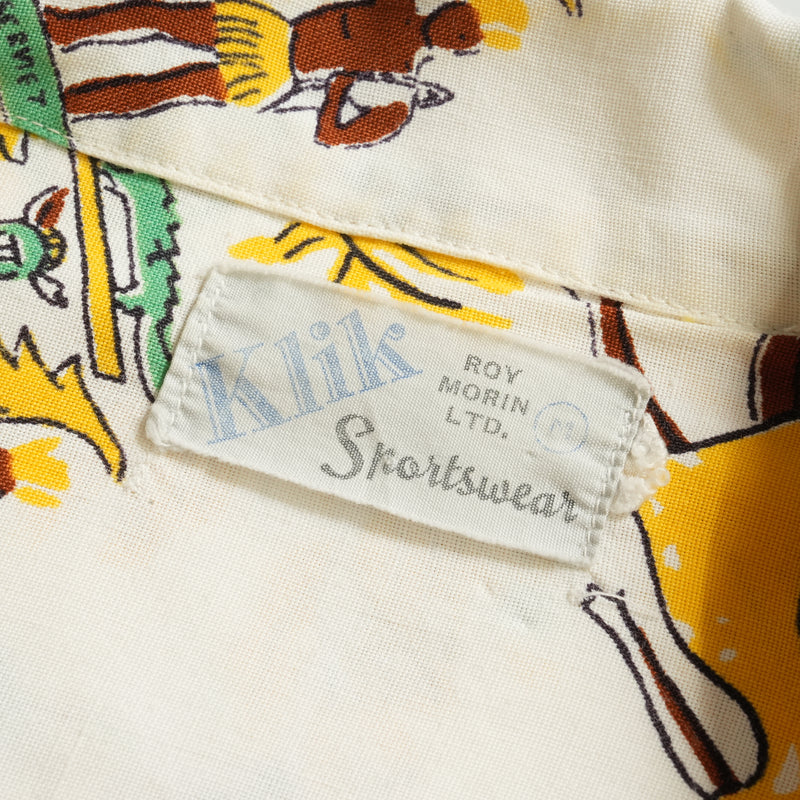 Klik
ROY
MORIN
LTD.
M
Sportswear